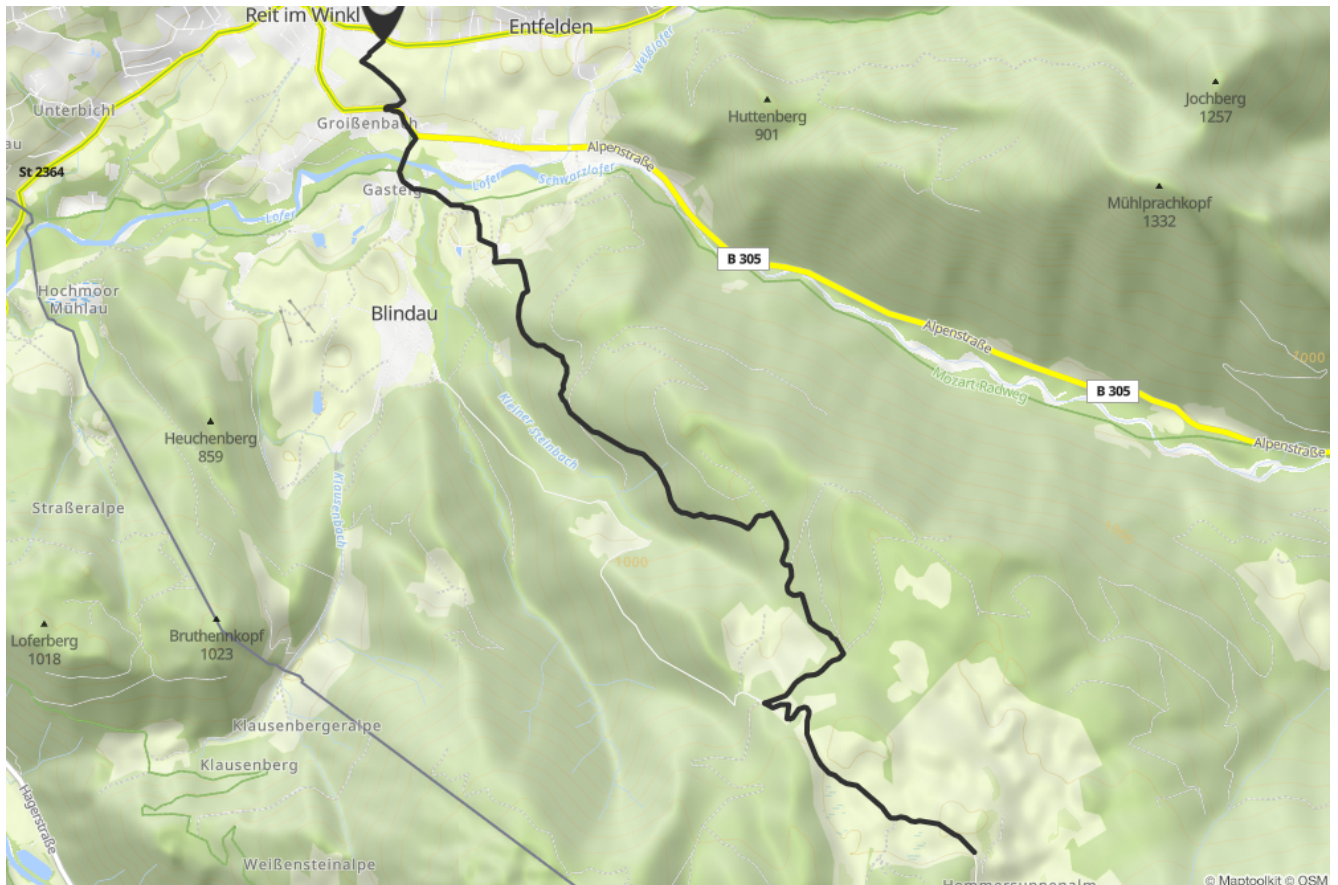 Reit im Winkl
Entfelden
Weißlofer
Unterbichl
Groißenbach
Huttenberg
901
Jochberg
1257
au
St 2364
Alpenstraße
Lofer
Schwarzlofer
Gasteig
Lofer
Mühlprachkopf
1332
B 305
Hochmoor
Mühlau
Blindau
Alpenstraße
1000
Mozart Radweg
B 305
Kleiner Steinbach
Heuchenberg
859
Alpenstraße
Klausenbach
Straßeralpe
1000
Loferberg
1018
Bruthennkopf
1023
Klausenbergeralpe
Klausenberg
Hagerstraße
Weißensteinalpe
Hemmersuppenalm
© Maptoolkit © OSM